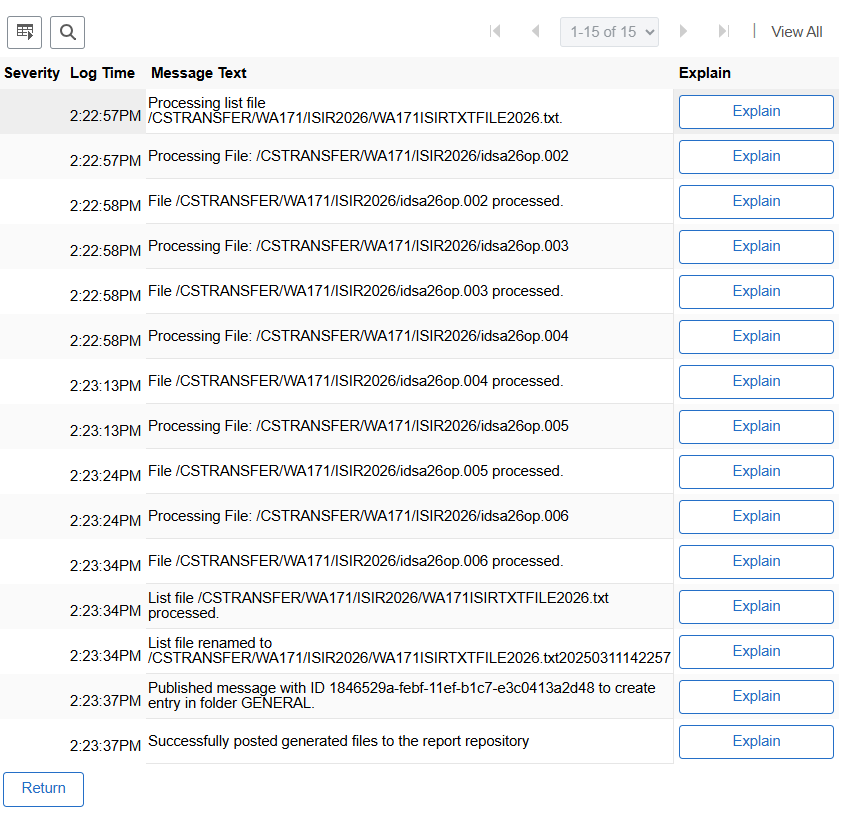 1-15 of 15 | View All
Severity Log Time Message Text Explain
2:22:57PM Processing list file
/CSTRANSFER/WA171/ISIR2026/WA171ISIRTXTFILE2026.txt. Explain
2:22:57PM Processing File: /CSTRANSFER/WA171/ISIR2026/idsa26op.002 Explain
2:22:58PM File /CSTRANSFER/WA171/ISIR2026/idsa26op.002 processed. Explain
2:22:58PM Processing File: /CSTRANSFER/WA171/ISIR2026/idsa26op.003 Explain
2:22:58PM File /CSTRANSFER/WA171/ISIR2026/idsa26op.003 processed. Explain
2:22:58PM Processing File: /CSTRANSFER/WA171/ISIR2026/idsa26op.004 Explain
2:23:13PM File /CSTRANSFER/WA171/ISIR2026/idsa26op.004 processed. Explain
2:23:13PM Processing File: /CSTRANSFER/WA171/ISIR2026/idsa26op.005 Explain
2:23:24PM File /CSTRANSFER/WA171/ISIR2026/idsa26op.005 processed. Explain
2:23:24PM Processing File: /CSTRANSFER/WA171/ISIR2026/idsa26op.006 Explain
2:23:34PM File /CSTRANSFER/WA171/ISIR2026/idsa26op.006 processed. Explain
2:23:34PM List file /CSTRANSFER/WA171/ISIR2026/WA171ISIRTXTFILE2026.txt
processed. Explain
2:23:34PM List file renamed to
/CSTRANSFER/WA171/ISIR2026/WA171ISIRTXTFILE2026.txt20250311142257 Explain
2:23:37PM Published message with ID 1846529a-febf-11ef-b1c7-e3c0413a2d48 to create
entry in folder GENERAL. Explain
2:23:37PM Successfully posted generated files to the report repository Explain
Return